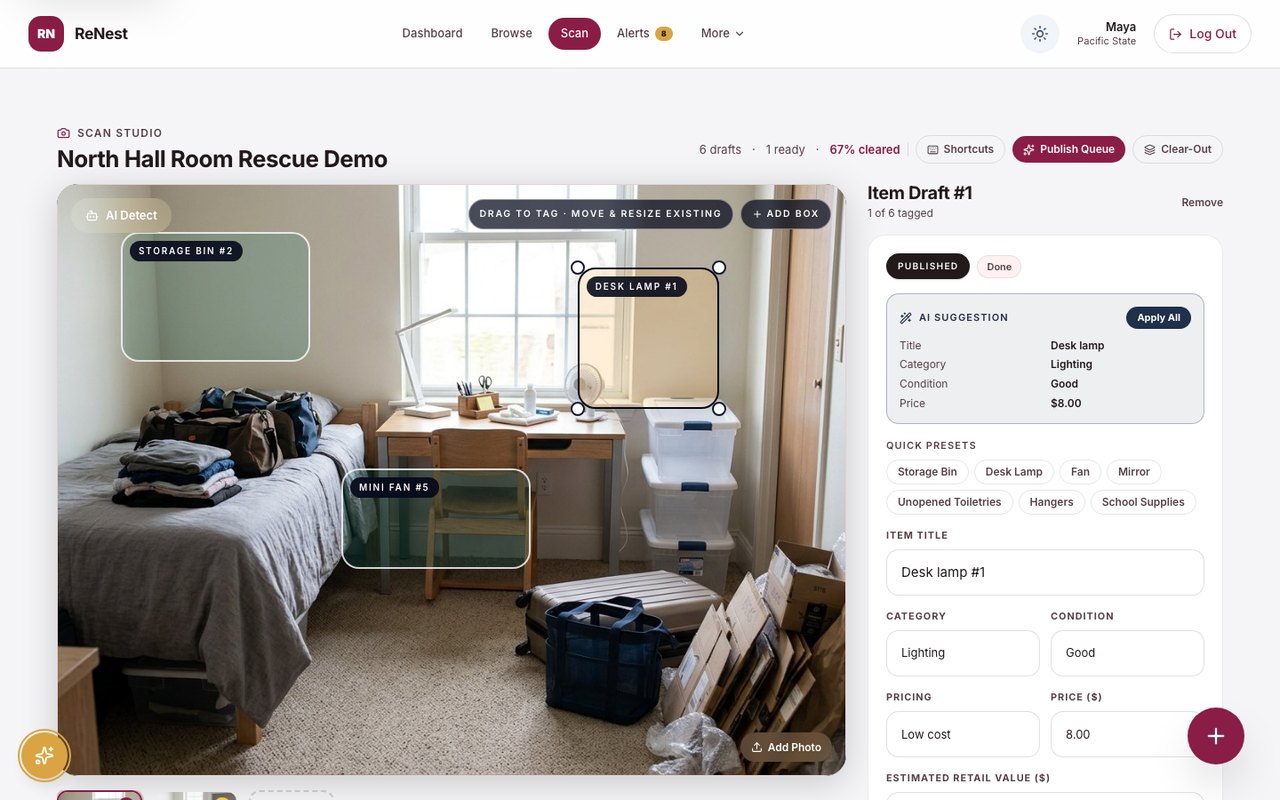 RN ReNest
Dashboard Browse Scan Alerts 8 More
Maya
Pacific State
Log Out
SCAN STUDIO
North Hall Room Rescue Demo
6 drafts · 1 ready · 67% cleared
Shortcuts Publish Queue Clear-Out
AI Detect
DRAG TO TAG · MOVE & RESIZE EXISTING
+ ADD BOX
STORAGE BIN #2
DESK LAMP #1
MINI FAN #5
Add Photo
Item Draft #1
1 of 6 tagged
Remove
PUBLISHED Done
AI SUGGESTION Apply All
Title Desk lamp
Category Lighting
Condition Good
Price $8.00
QUICK PRESETS
Storage Bin Desk Lamp Fan Mirror
Unopened Toiletries Hangers School Supplies
ITEM TITLE
Desk lamp #1
CATEGORY CONDITION
Lighting Good
PRICING PRICE ($)
Low cost 8.00
ESTIMATED RETAIL VALUE ($)